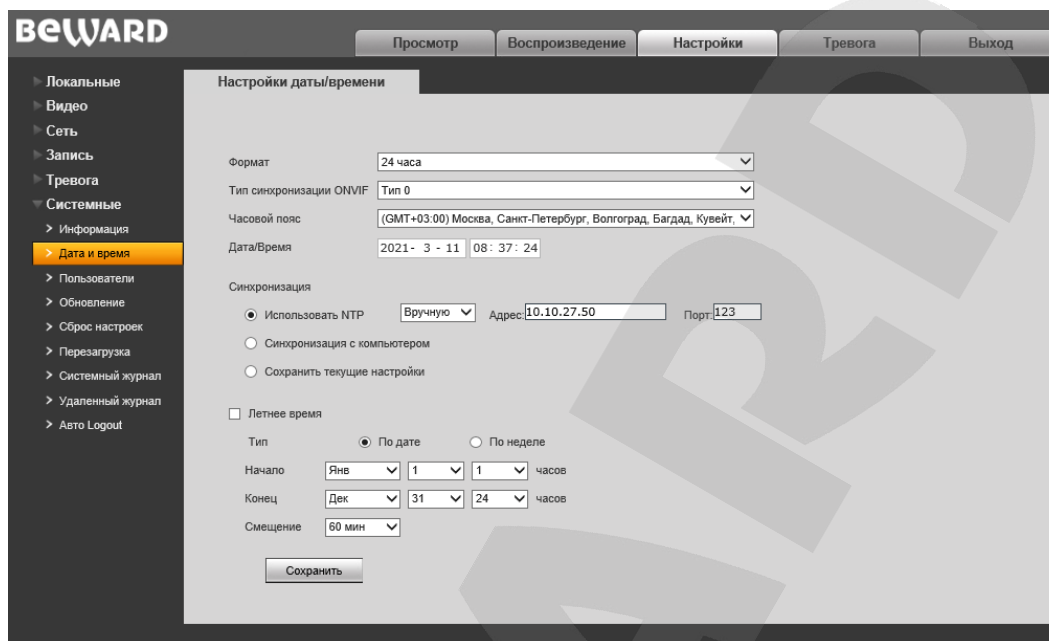 BEWARD
Просмотр Воспроизведение Настройки Тревога Выход
Локальные
Видео
Сеть
Запись
Тревога
Системные
Информация
Дата и время
Пользователи
Обновление
Сброс настроек
Перезагрузка
Системный журнал
Удаленный журнал
Авто Logout
Настройки даты/времени
Формат 24 часа
Тип синхронизации ONVIF Тип 0
Часовой пояс (GMT+03:00) Москва, Санкт-Петербург, Волгоград, Багдад, Кувейт,
Дата/Время 2021- 3 - 11 08: 37: 24
Синхронизация
Использовать NTP Вручную Адрес:10.10.27.50 Порт:123
Синхронизация с компьютером
Сохранить текущие настройки
Летнее время
Тип По дате По неделе
Начало Янв 1 1 часов
Конец Дек 31 24 часов
Смещение 60 мин
Сохранить